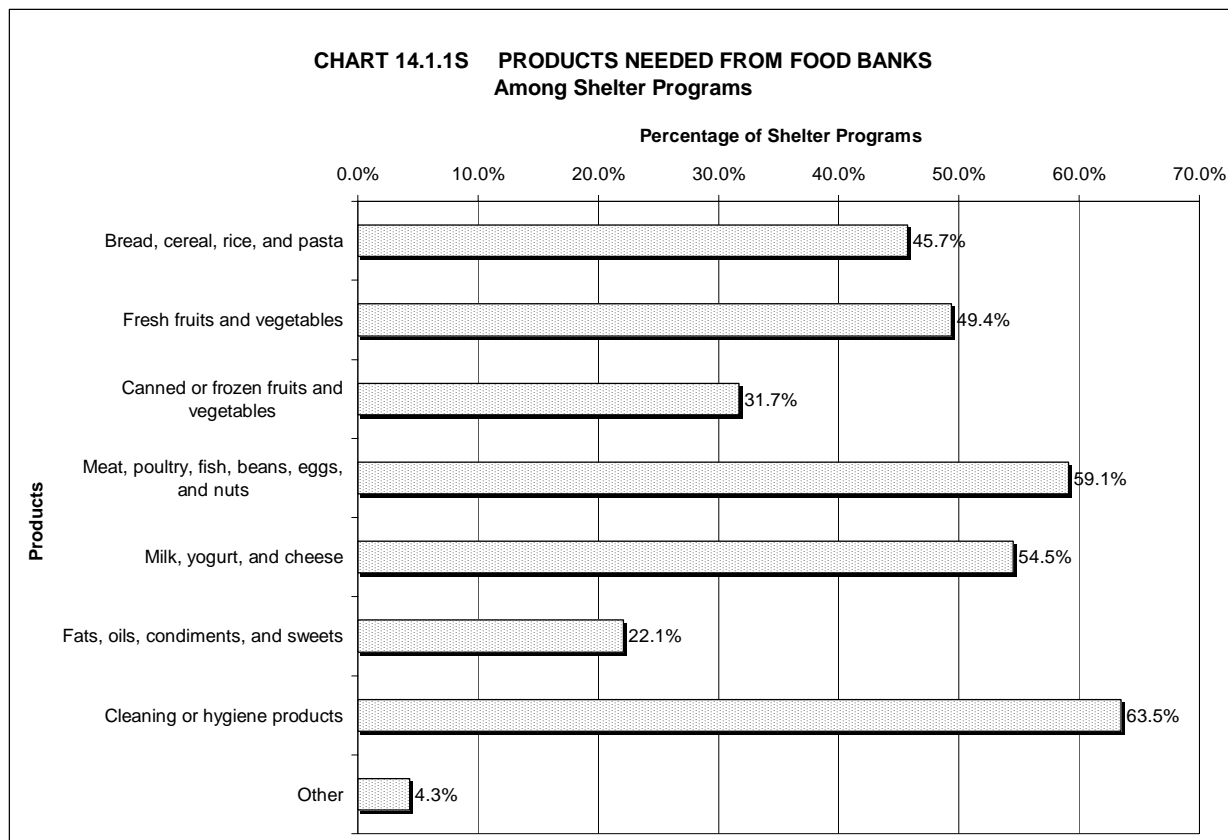 CHART 14.1.1S PRODUCTS NEEDED FROM FOOD BANKS
Among Shelter Programs
Percentage of Shelter Programs
0.0% 10.0% 20.0% 30.0% 40.0% 50.0% 60.0% 70.0%
Products
Bread, cereal, rice, and pasta 45.7%
Fresh fruits and vegetables 49.4%
Canned or frozen fruits and
vegetables 31.7%
Meat, poultry, fish, beans, eggs,
and nuts 59.1%
Milk, yogurt, and cheese 54.5%
Fats, oils, condiments, and sweets 22.1%
Cleaning or hygiene products 63.5%
Other 4.3%